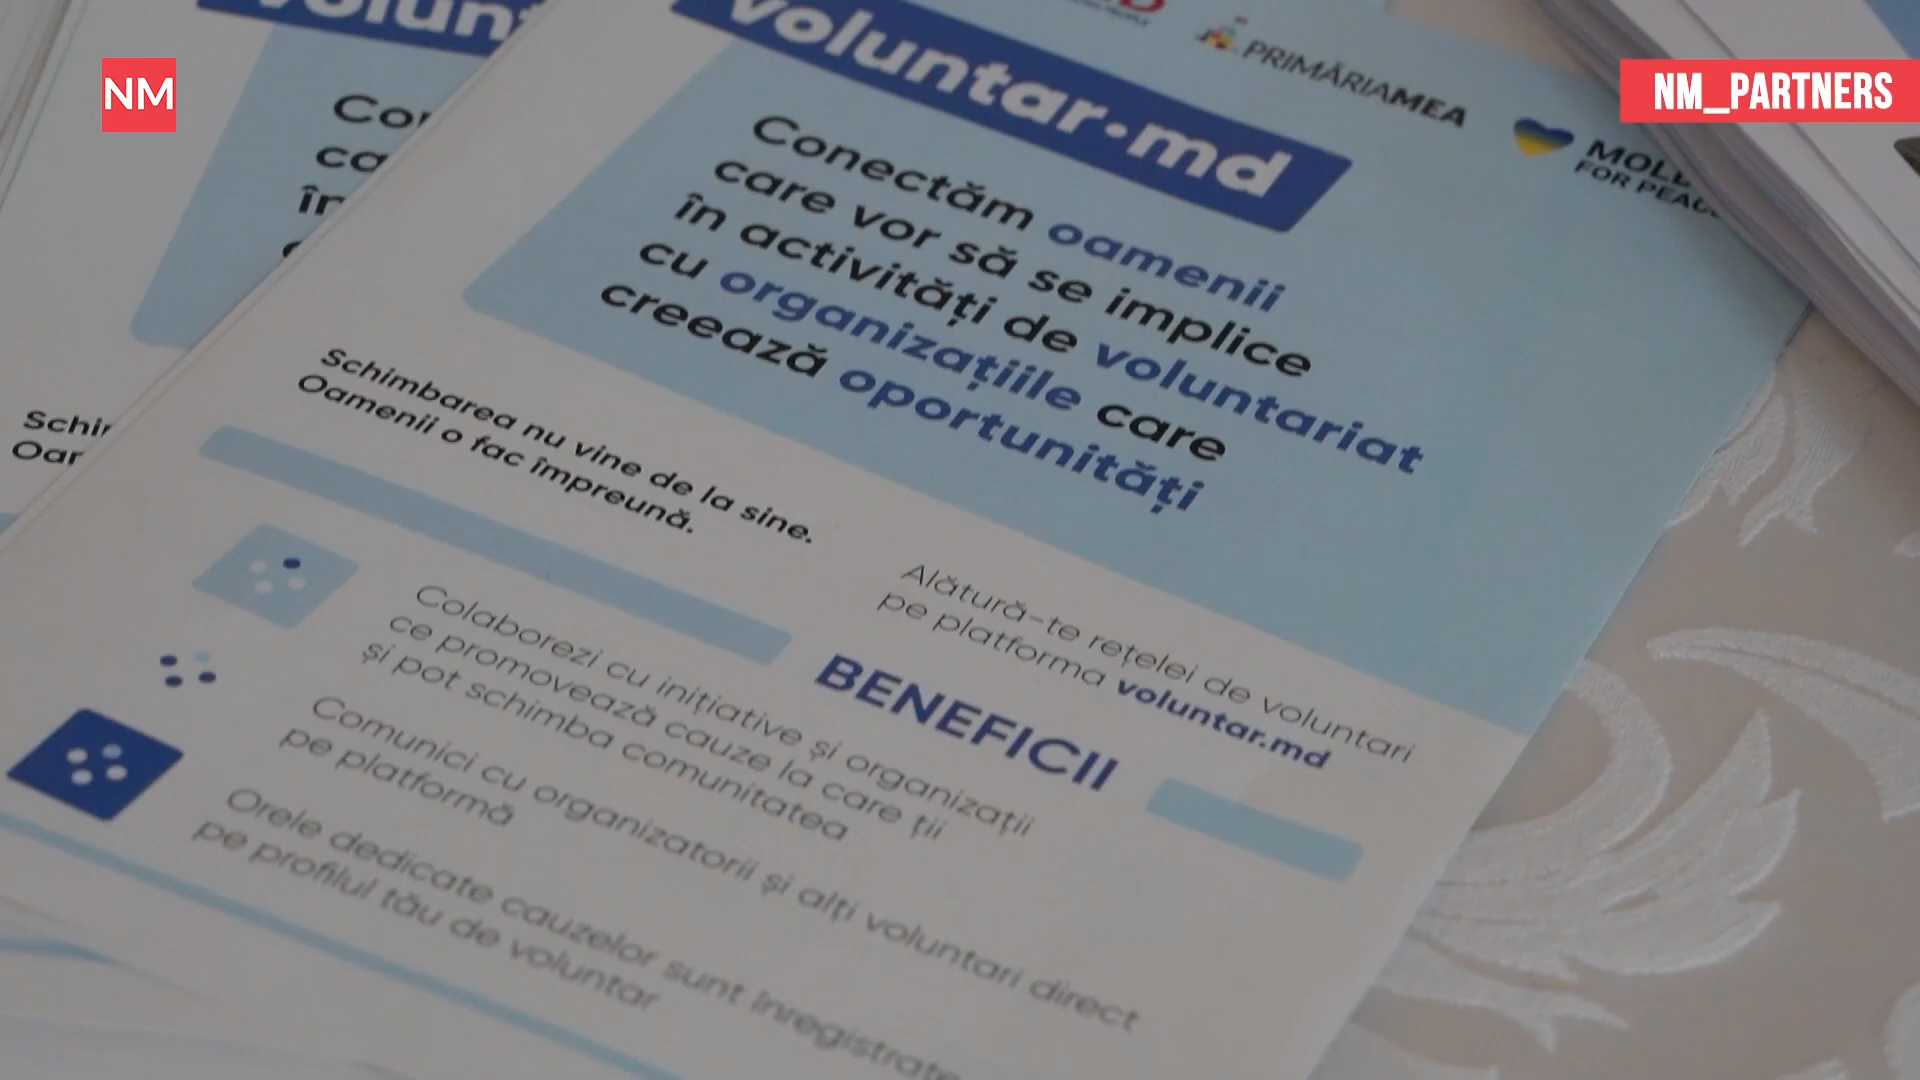 NM
NM_PARTNERS
PRIMĂRIAMEA
FOR
voluntar.md
Conectăm oamenii
care vor să se implice
în activități de voluntariat
cu organizațiile care
creează oportunități
Schimbarea nu vine de la sine.
Oamenii o fac împreună.
Alătură-te rețelei de voluntari
pe platforma voluntar.md
BENEFICII
Colaborezi cu inițiative și organizații
ce promovează cauze la care ții
și pot schimba comunitatea
Comunici cu organizatorii și alți voluntari direct
pe platformă
Orele dedicate cauzelor sunt înregistrate
pe profilul tău de voluntar